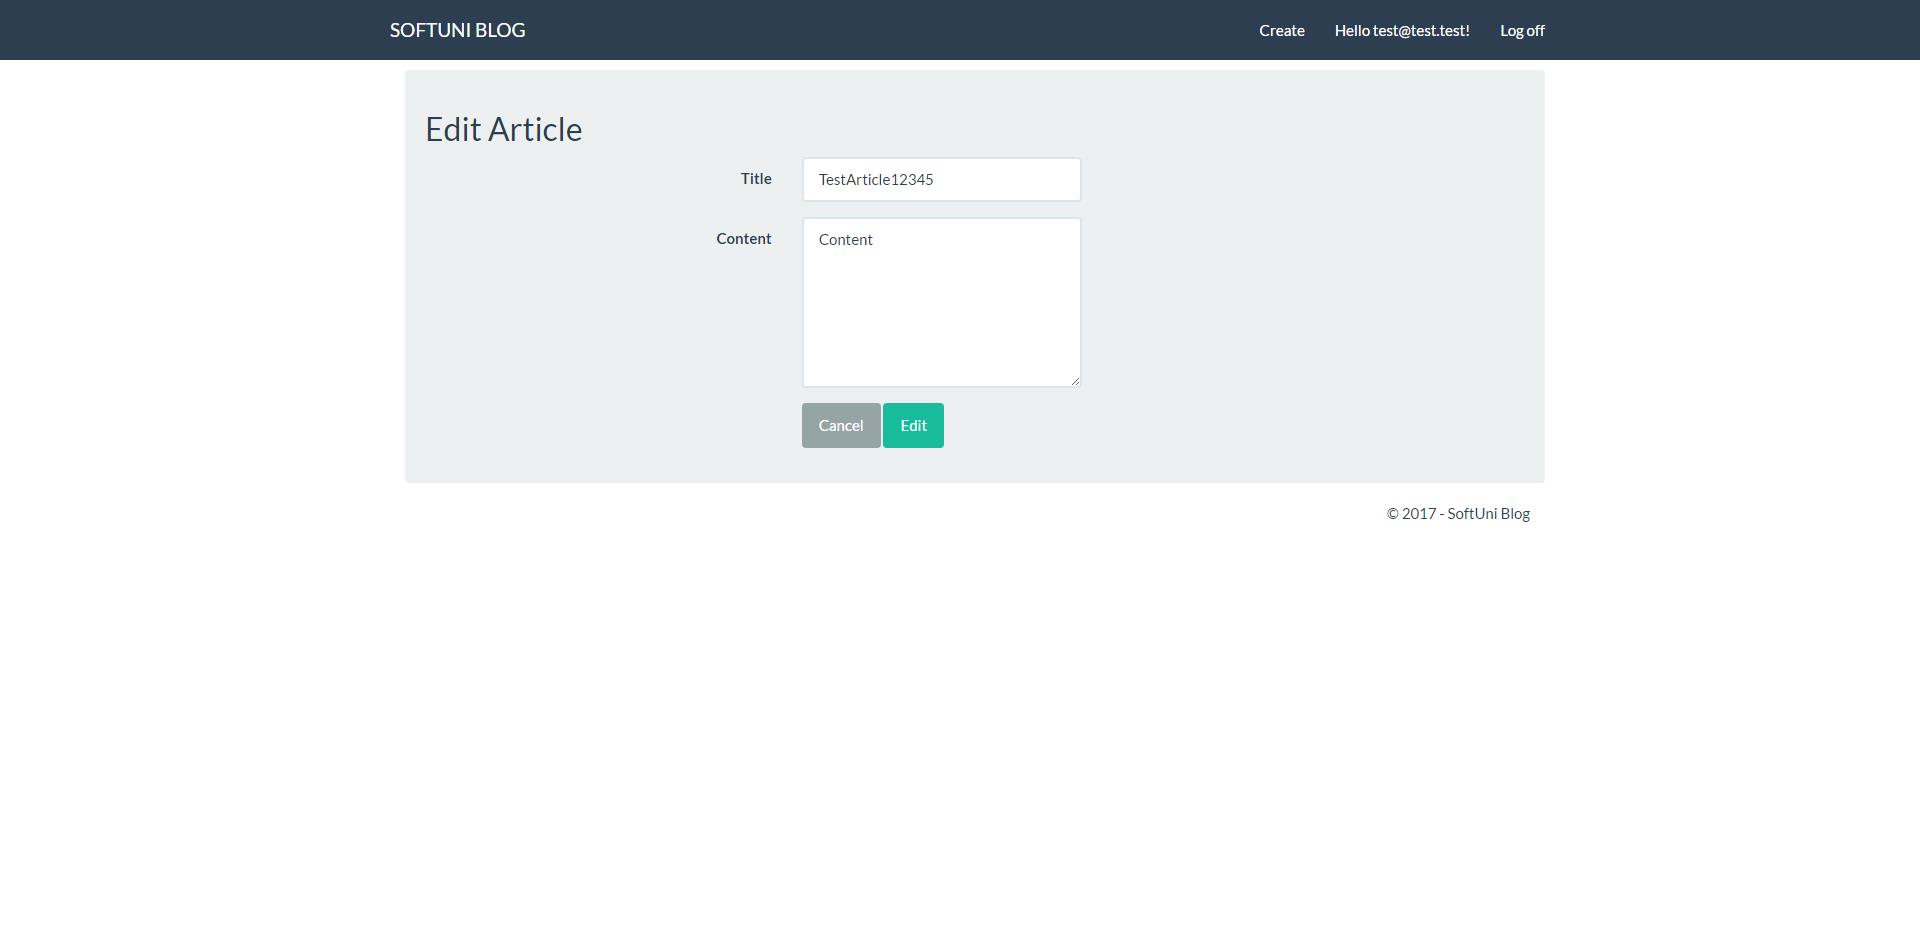 SOFTUNI BLOG
Create Hello test@test.test! Log off
Edit Article
Title TestArticle12345
Content Content
Cancel Edit
© 2017 - SoftUni Blog